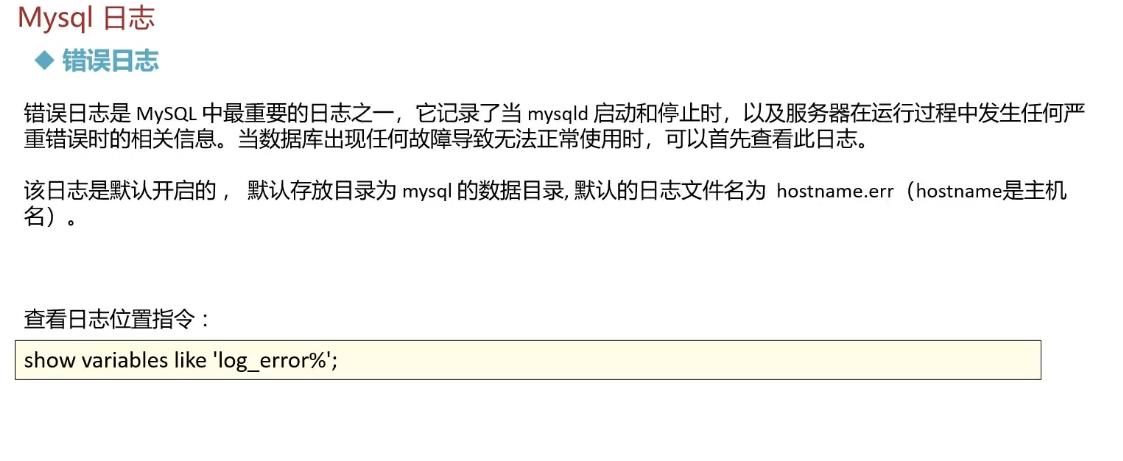 Mysql 日志
◆ 错误日志
错误日志是 MySQL 中最重要的日志之一，它记录了当 mysqld 启动和停止时，以及服务器在运行过程中发生任何严
重错误时的相关信息。当数据库出现任何故障导致无法正常使用时，可以首先查看此日志。
该日志是默认开启的 ， 默认存放目录为 mysql 的数据目录, 默认的日志文件名为 hostname.err（hostname是主机
名）。
查看日志位置指令 :
show variables like 'log_error%';